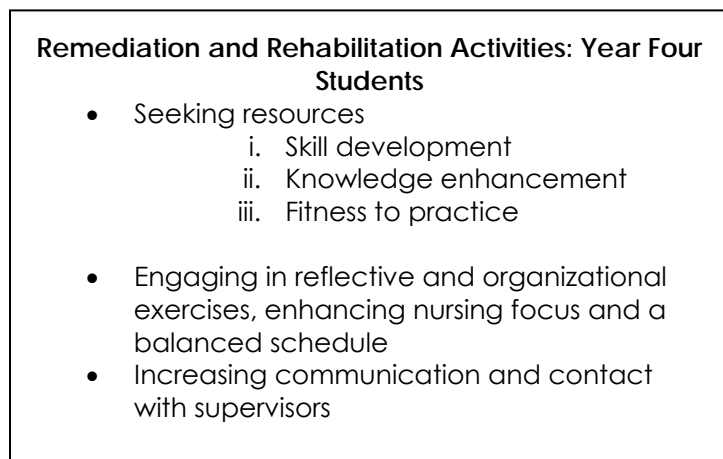 Remediation and Rehabilitation Activities: Year Four
Students
• Seeking resources
i. Skill development
ii. Knowledge enhancement
iii. Fitness to practice
• Engaging in reflective and organizational
exercises, enhancing nursing focus and a
balanced schedule
• Increasing communication and contact
with supervisors